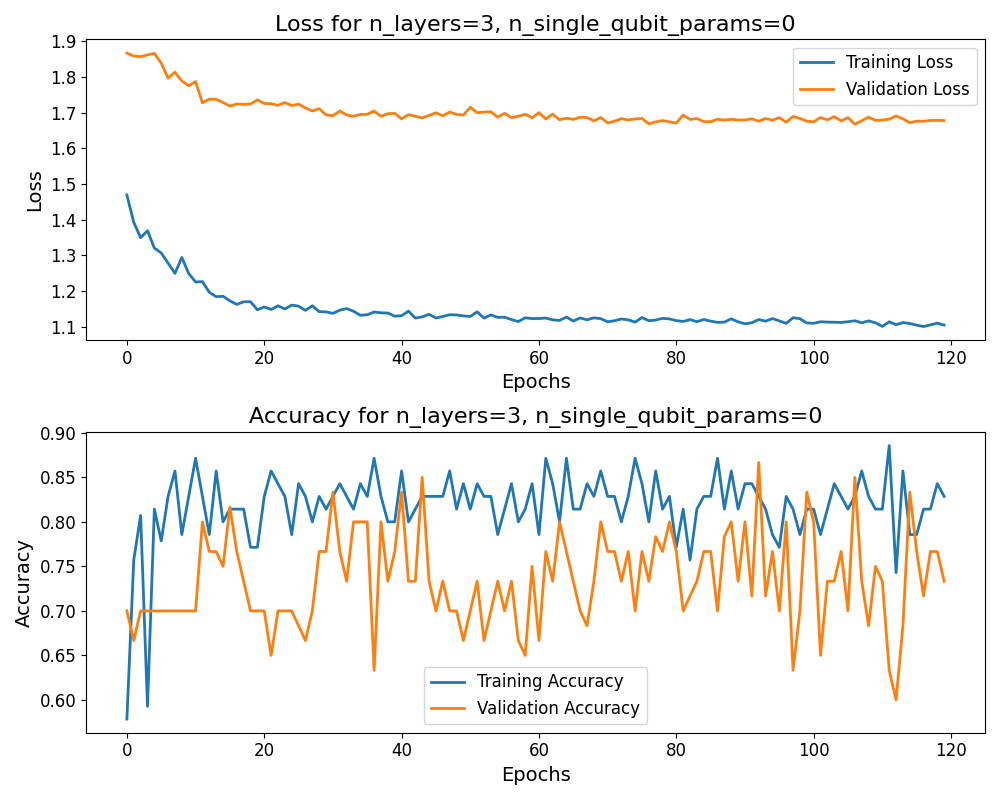 Loss for n_layers=3, n_single_qubit_params=0
1.9
1.8
1.7
1.6
1.5
1.4
1.3
1.2
1.1
Loss
Training Loss
Validation Loss
0 20 40 60 80 100 120
Epochs
Accuracy for n_layers=3, n_single_qubit_params=0
0.90
0.85
0.80
0.75
0.70
0.65
0.60
Accuracy
Training Accuracy
Validation Accuracy
0 20 40 60 80 100 120
Epochs